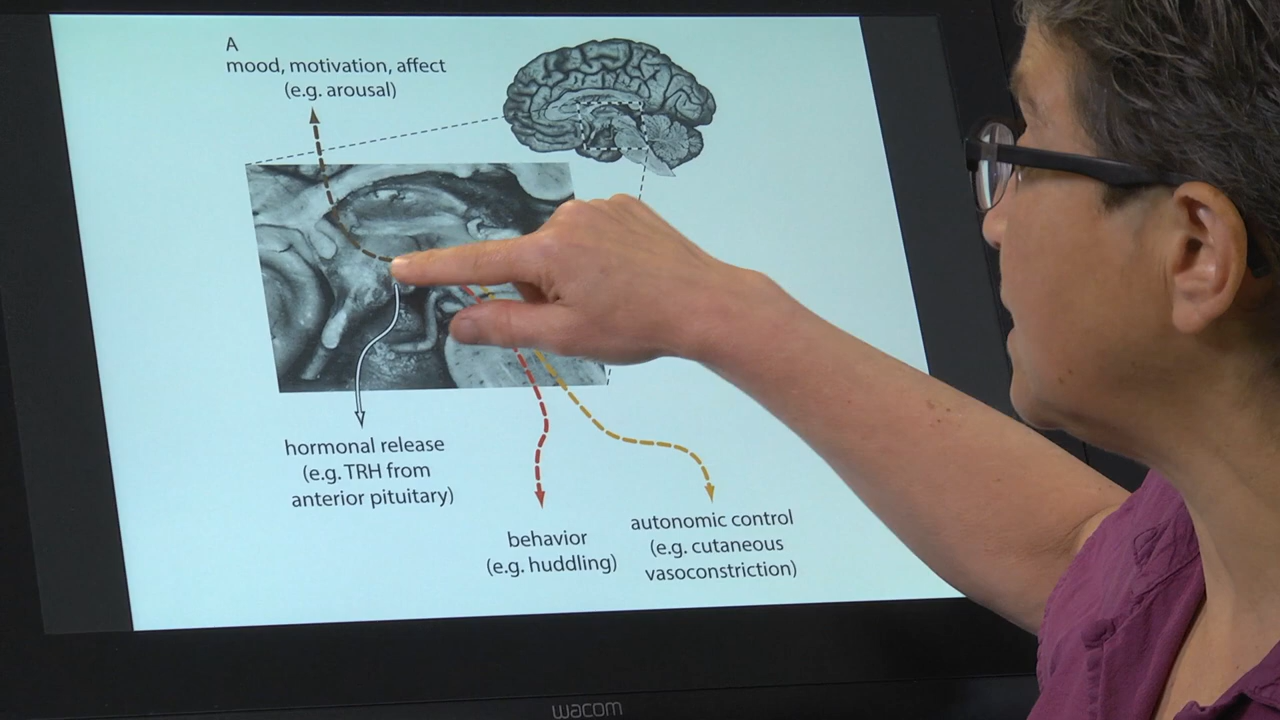 A
mood, motivation, affect
(e.g. arousal)
hormonal release
(e.g. TRH from
anterior pituitary)
behavior
(e.g. huddling)
autonomic control
(e.g. cutaneous
vasoconstriction)
wacom